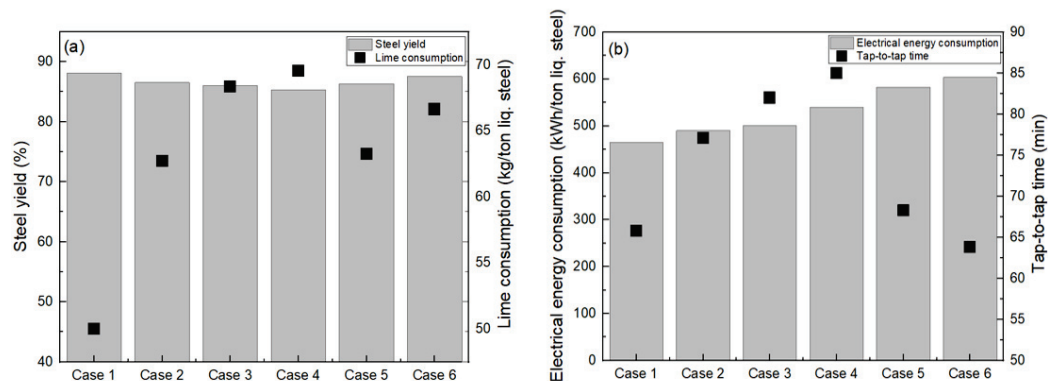 (a)
Steel yield
Lime consumption
90
80
70
60
50
40
Steel yield (%)
70
65
60
55
50
Lime consumption (kg/ton liq. steel)
Case 1 Case 2 Case 3 Case 4 Case 5 Case 6
(b)
Electrical energy consumption
Tap-to-tap time
700
600
500
400
300
200
100
0
Electrical energy consumption (kWh/ton liq. steel)
90
85
80
75
70
65
60
55
50
Tap-to-tap time (min)
Case 1 Case 2 Case 3 Case 4 Case 5 Case 6